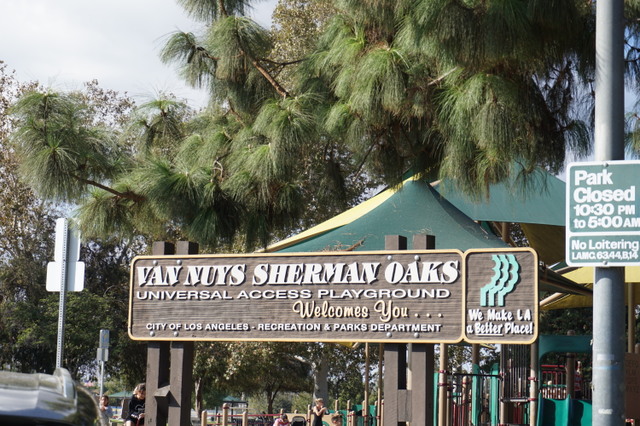 VAN NUYS SHERMAN OAKS
UNIVERSAL ACCESS PLAYGROUND
Welcomes You . . .
CITY OF LOS ANGELES - RECREATION & PARKS DEPARTMENT
We Make LA
a Better Place!
Park
Closed
10:30 PM
to 5:00 AM
No Loitering
LAMC 63.44,B,14